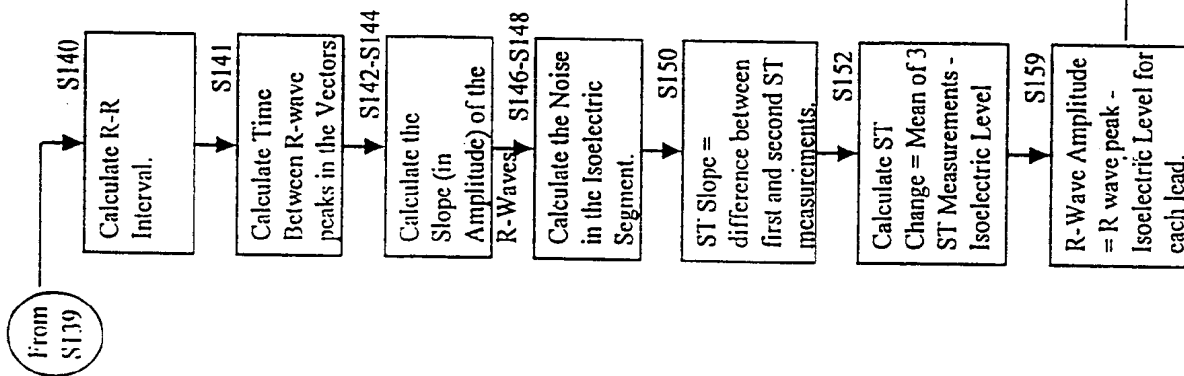 From
S139
S140
Calculate R-R
Interval.
S141
Calculate Time
Between R-wave
peaks in the Vectors
S142-S144
Calculate the
Slope (in
Amplitude) of the
R-Waves
S146-S148
Calculate the Noise
in the Isoelectric
Segment.
S150
ST Slope =
difference between
first and second ST
measurements.
S152
Calculate ST
Change = Mean of 3
ST Measurements -
Isoelectric Level
S159
R-Wave Amplitude
= R wave peak -
Isoelectric Level for
each lead.